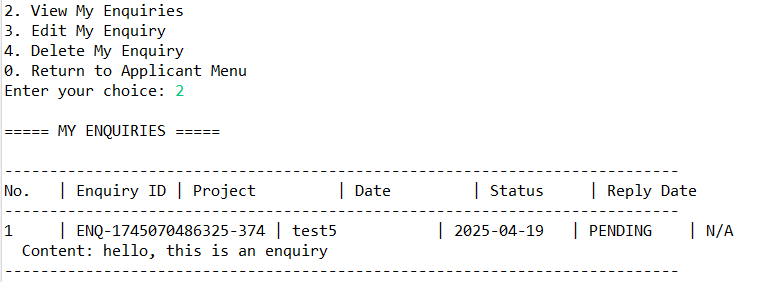 2. View My Enquiries
3. Edit My Enquiry
4. Delete My Enquiry
0. Return to Applicant Menu
Enter your choice: 2
===== MY ENQUIRIES =====
---------------------------------------------------------------------------
No.   | Enquiry ID | Project         | Date         | Status     | Reply Date
---------------------------------------------------------------------------
1     | ENQ-1745070486325-374 | test5           | 2025-04-19   | PENDING    | N/A
  Content: hello, this is an enquiry
---------------------------------------------------------------------------